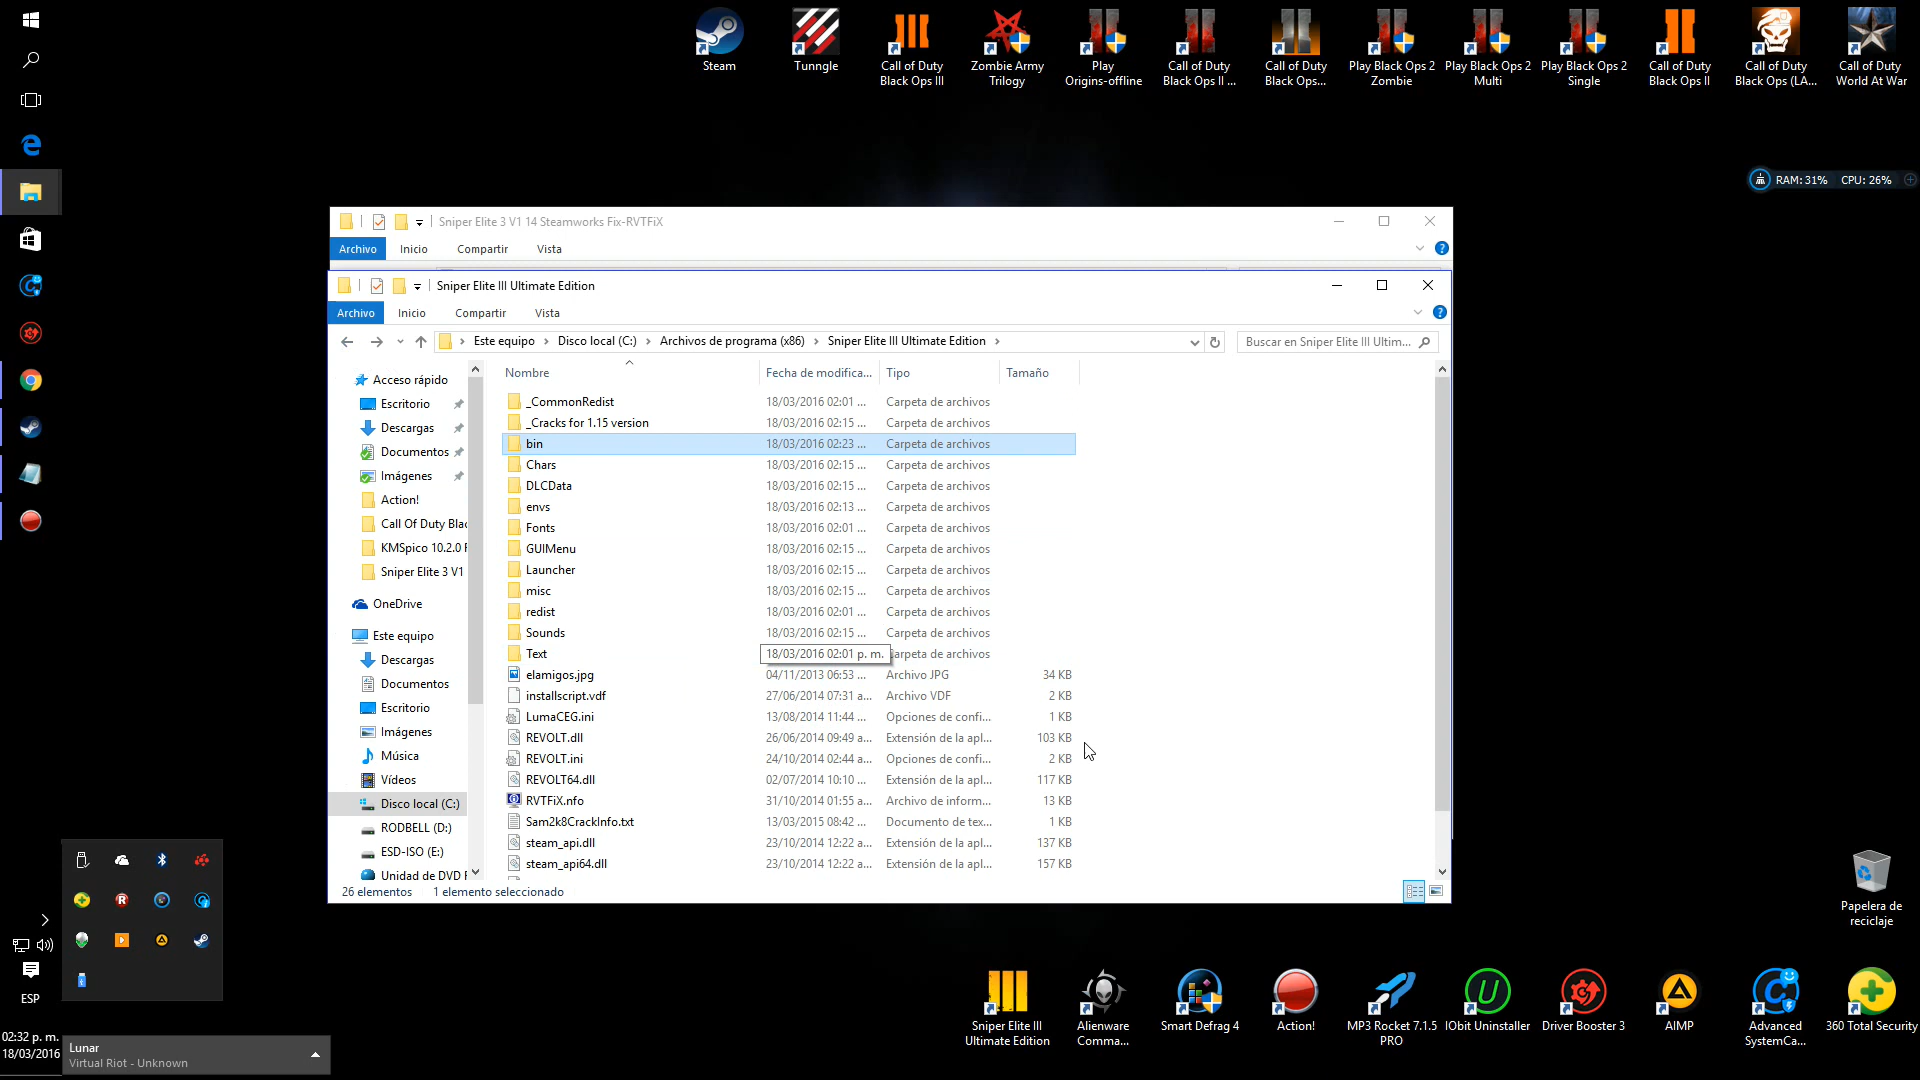 Steam
Tunngle
Call of Duty
Black Ops III
Zombie Army
Trilogy
Play
Origins-offline
Call of Duty
Black Ops II ...
Call of Duty
Black Ops...
Play Black Ops 2
Zombie
Play Black Ops 2
Multi
Play Black Ops 2
Single
Call of Duty
Black Ops II
Call of Duty
Black Ops (LA...
Call of Duty
World At War
RAM: 31% CPU: 26%
Sniper Elite 3 V1 14 Steamworks Fix-RVTFiX
Archivo Inicio Compartir Vista
Sniper Elite III Ultimate Edition
Archivo Inicio Compartir Vista
Este equipo Disco local (C:) Archivos de programa (x86) Sniper Elite III Ultimate Edition
Buscar en Sniper Elite III Ultim...
Acceso rápido
Escritorio
Descargas
Documentos
Imágenes
Action!
Call Of Duty Blac
KMSpico 10.2.0 F
Sniper Elite 3 V1
OneDrive
Este equipo
Descargas
Documentos
Escritorio
Imágenes
Música
Vídeos
Disco local (C:)
RODBELL (D:)
ESD-ISO (E:)
Unidad de DVD F
Nombre Fecha de modifica... Tipo Tamaño
_CommonRedist 18/03/2016 02:01 ... Carpeta de archivos
_Cracks for 1.15 version 18/03/2016 02:15 ... Carpeta de archivos
bin 18/03/2016 02:23 ... Carpeta de archivos
Chars 18/03/2016 02:15 ... Carpeta de archivos
DLCData 18/03/2016 02:15 ... Carpeta de archivos
envs 18/03/2016 02:13 ... Carpeta de archivos
Fonts 18/03/2016 02:01 ... Carpeta de archivos
GUIMenu 18/03/2016 02:15 ... Carpeta de archivos
Launcher 18/03/2016 02:15 ... Carpeta de archivos
misc 18/03/2016 02:15 ... Carpeta de archivos
redist 18/03/2016 02:01 ... Carpeta de archivos
Sounds 18/03/2016 02:15 ... Carpeta de archivos
Text 18/03/2016 02:01 p. m. arpeta de archivos
elamigos.jpg 04/11/2013 06:53 ... Archivo JPG 34 KB
installscript.vdf 27/06/2014 07:31 a... Archivo VDF 2 KB
LumaCEG.ini 13/08/2014 11:44 ... Opciones de confi... 1 KB
REVOLT.dll 26/06/2014 09:49 a... Extensión de la apl... 103 KB
REVOLT.ini 24/10/2014 02:44 a... Opciones de confi... 2 KB
REVOLT64.dll 02/07/2014 10:10 ... Extensión de la apl... 117 KB
RVTFiX.nfo 31/10/2014 01:55 a... Archivo de inform... 13 KB
Sam2k8CrackInfo.txt 13/03/2015 08:42 ... Documento de tex... 1 KB
steam_api.dll 23/10/2014 12:22 a... Extensión de la apl... 137 KB
steam_api64.dll 23/10/2014 12:22 a... Extensión de la apl... 157 KB
26 elementos 1 elemento seleccionado
Papelera de
reciclaje
Sniper Elite III
Ultimate Edition
Alienware
Comma...
Smart Defrag 4
Action!
MP3 Rocket 7.1.5
PRO
IObit Uninstaller
Driver Booster 3
AIMP
Advanced
SystemCa...
360 Total Security
ESP
02:32 p. m.
18/03/2016
Lunar
Virtual Riot - Unknown